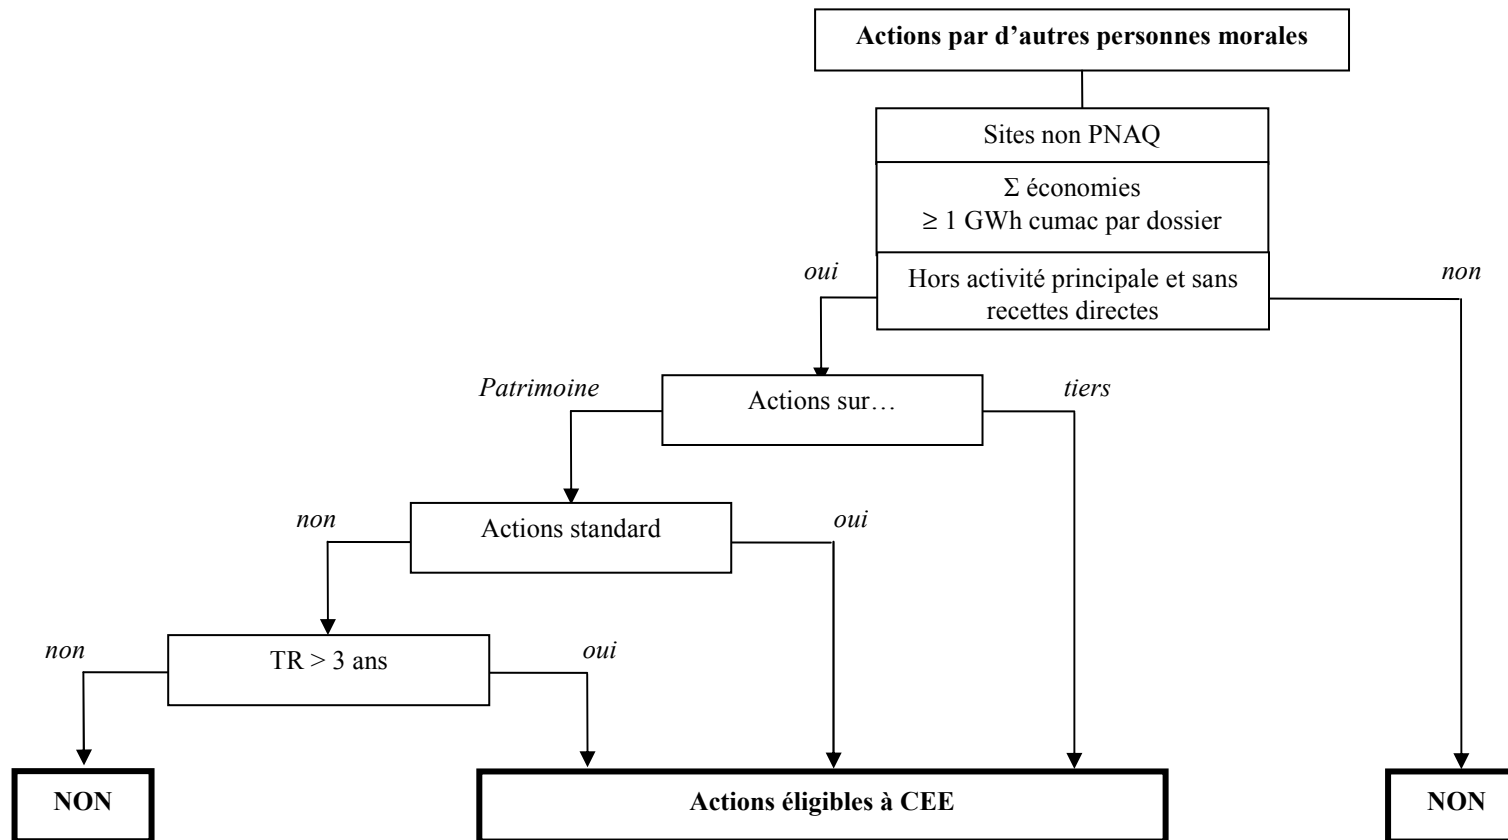 Actions par d’autres personnes morales
Sites non PNAQ
Σ économies
≥ 1 GWh cumac par dossier
oui
Hors activité principale et sans
recettes directes
non
Patrimoine
Actions sur…
tiers
non
Actions standard
oui
non
TR > 3 ans
oui
NON
Actions éligibles à CEE
NON